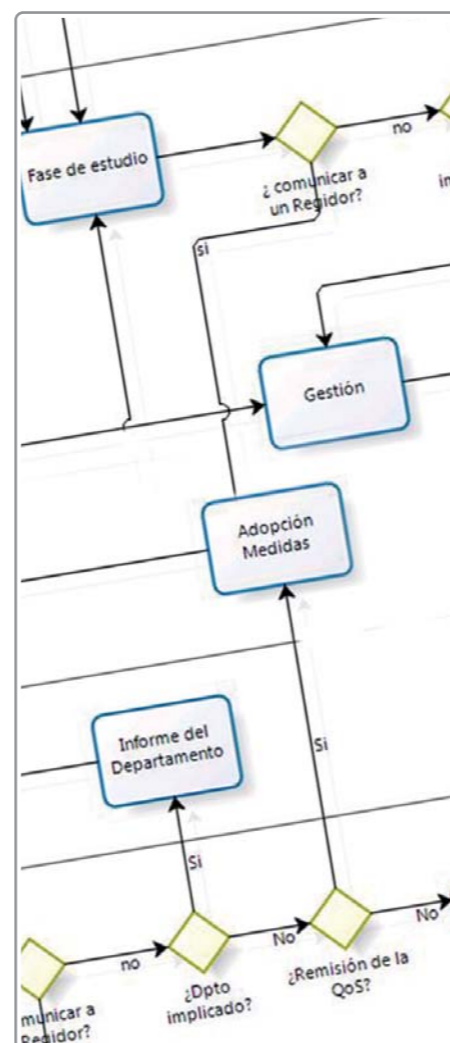 Fase de estudio
no
¿ comunicar a
un Regidor?
si
Gestión
Adopción
Medidas
Si
Informe del
Departamento
Si
no
No
No
¿Dpto
implicado?
¿Remisión de la
QoS?
municar a
Regidor?